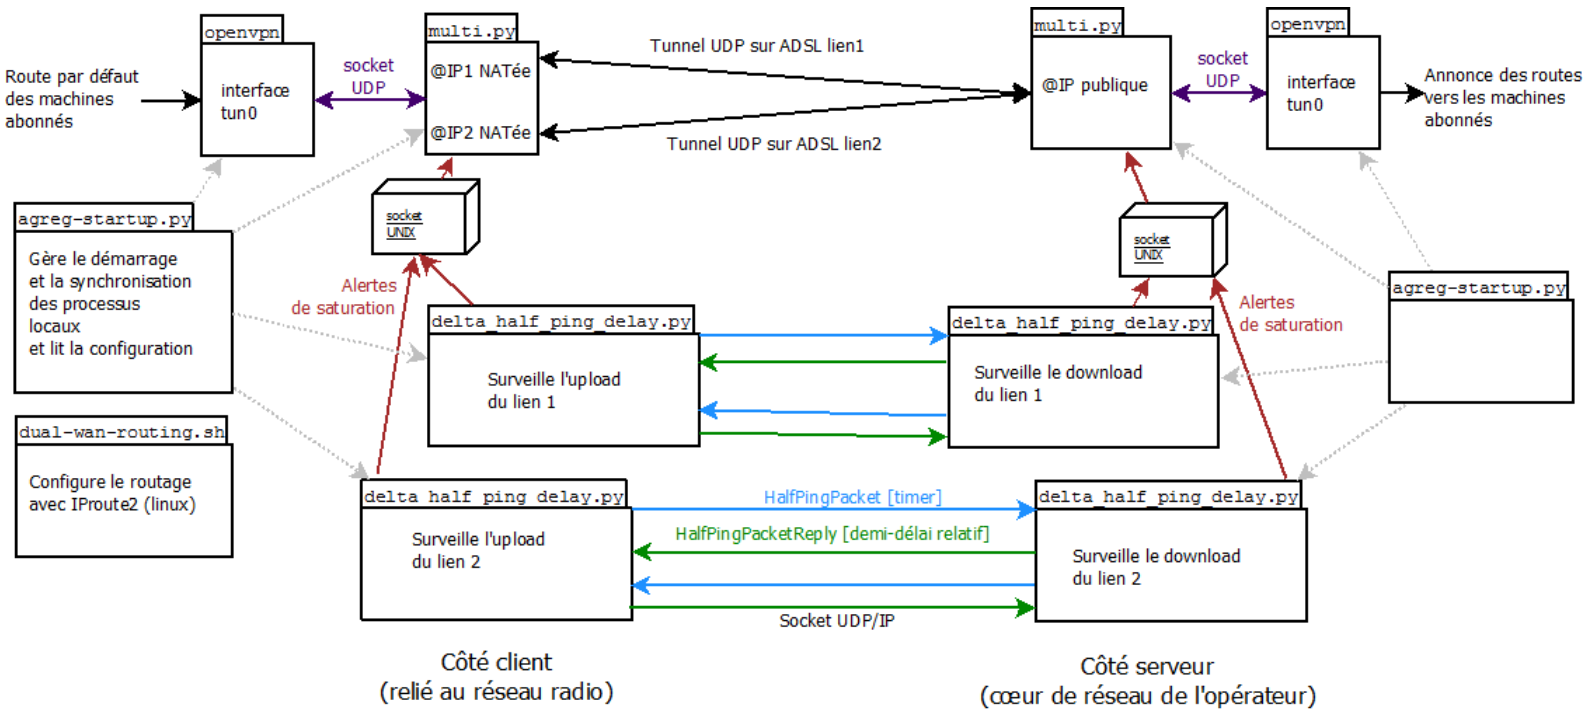 openvpn
interface
tun0
Route par défaut
des machines
abonnés
socket
UDP
multi.py
@IP1 NATée
@IP2 NATée
Tunnel UDP sur ADSL lien1
Tunnel UDP sur ADSL lien2
multi.py
@IP publique
socket
UDP
openvpn
interface
tun0
Annonce des routes
vers les machines
abonnés
agreg-startup.py
Gère le démarrage
et la synchronisation
des processus
locaux
et lit la configuration
socket
UNIX
Alertes
de saturation
socket
UNIX
Alertes
de saturation
agreg-startup.py
delta_half_ping_delay.py
Surveille l'upload
du lien 1
delta_half_ping_delay.py
Surveille le download
du lien 1
dual-wan-routing.sh
Configure le routage
avec IProute2 (linux)
delta_half_ping_delay.py
Surveille l'upload
du lien 2
HalfPingPacket [timer]
HalfPingPacketReply [demi-délai relatif]
Socket UDP/IP
delta_half_ping_delay.py
Surveille le download
du lien 2
Côté client
(relié au réseau radio)
Côté serveur
(cœur de réseau de l'opérateur)